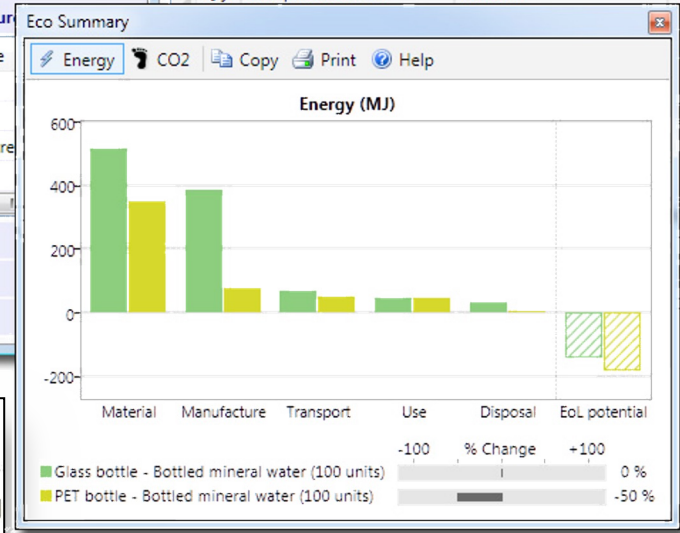 ur
Eco Summary
e
Energy CO2 Copy Print Help
Energy (MJ)
600
re
400
200
0
-200
Material Manufacture Transport Use Disposal EoL potential
-100 % Change +100
Glass bottle - Bottled mineral water (100 units) 0 %
PET bottle - Bottled mineral water (100 units) -50 %